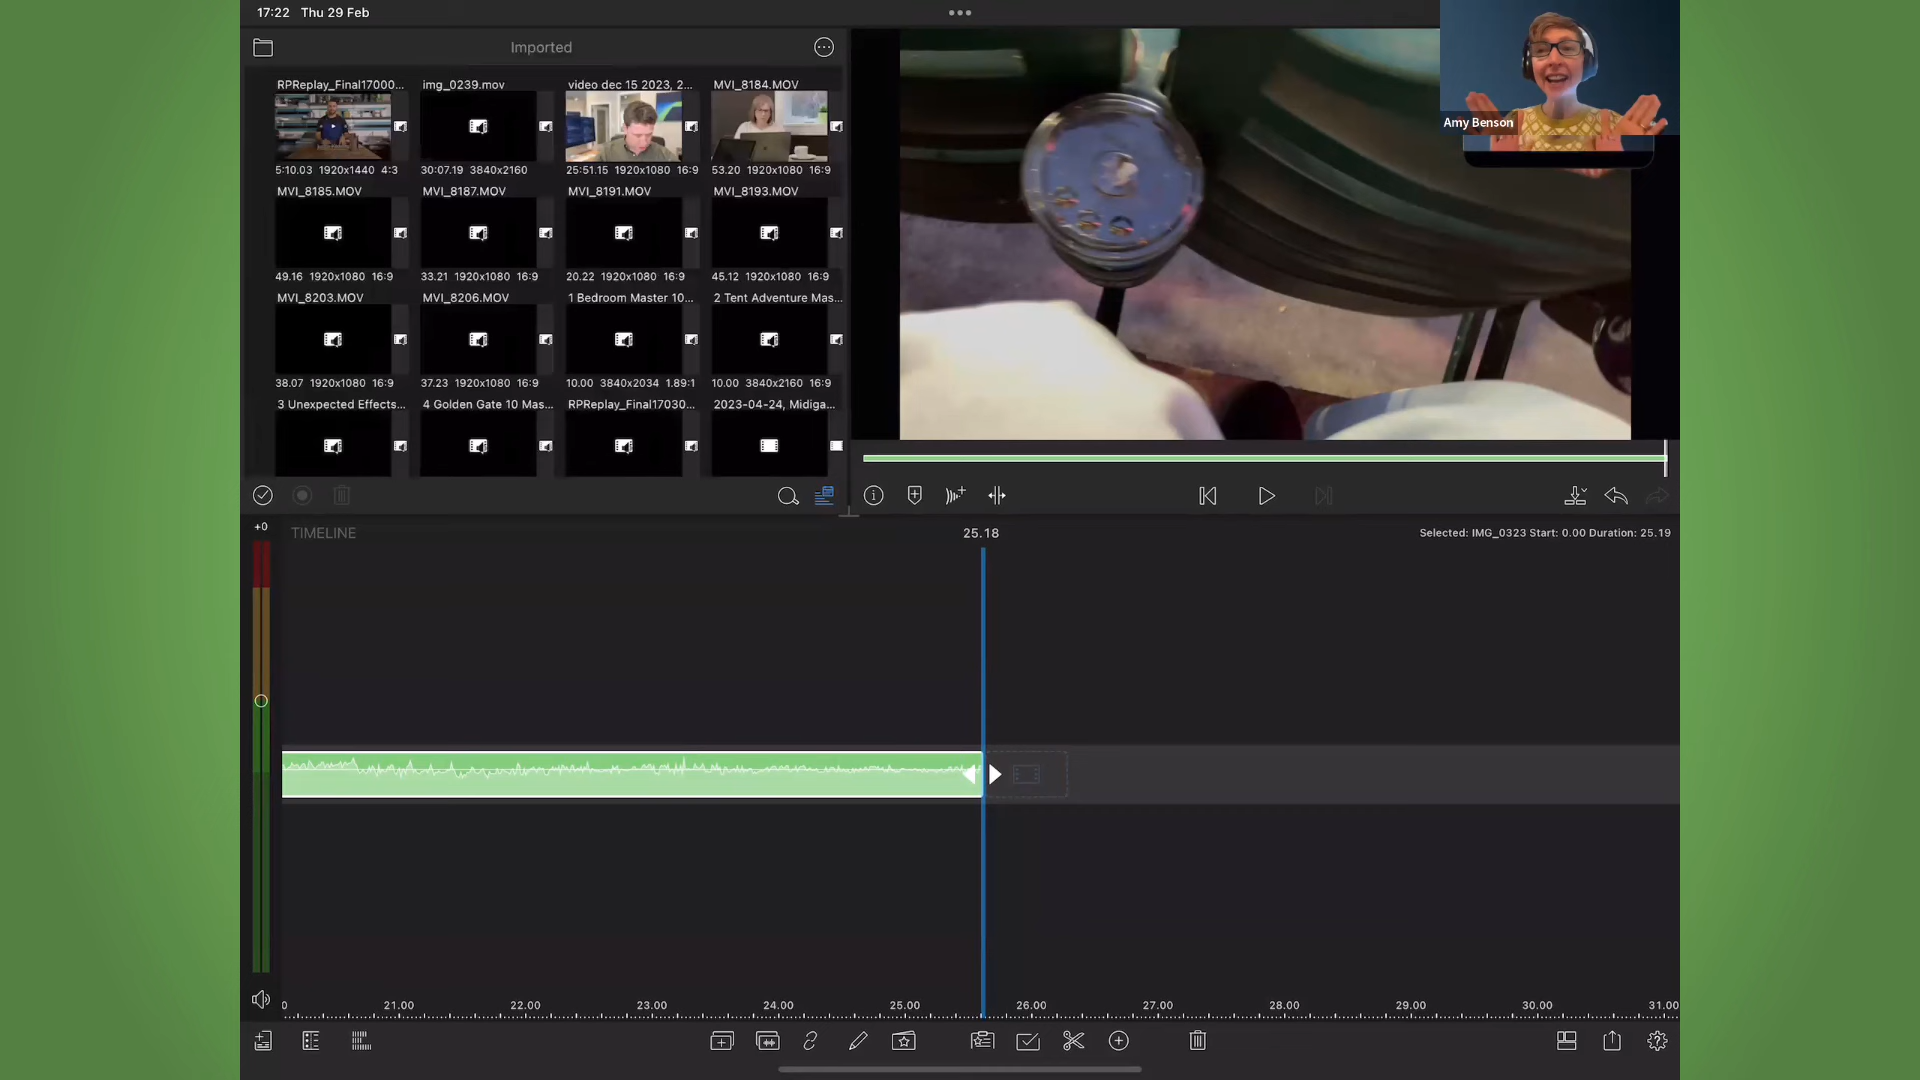 17:22 Thu 29 Feb
Imported
RPReplay_Final17000... img_0239.mov video dec 15 2023, 2... MVI_8184.MOV
5:10.03 1920x1440 4:3 30:07.19 3840x2160 25:51.15 1920x1080 16:9 53.20 1920x1080 16:9
MVI_8185.MOV MVI_8187.MOV MVI_8191.MOV MVI_8193.MOV
49.16 1920x1080 16:9 33.21 1920x1080 16:9 20.22 1920x1080 16:9 45.12 1920x1080 16:9
MVI_8203.MOV MVI_8206.MOV 1 Bedroom Master 10... 2 Tent Adventure Mas...
38.07 1920x1080 16:9 37.23 1920x1080 16:9 10.00 3840x2034 1.89:1 10.00 3840x2160 16:9
3 Unexpected Effects... 4 Golden Gate 10 Mas... RPReplay_Final17030... 2023-04-24, Midiga...
Amy Benson
+0
TIMELINE
25.18
Selected: IMG_0323 Start: 0.00 Duration: 25.19
0 21.00 22.00 23.00 24.00 25.00 26.00 27.00 28.00 29.00 30.00 31.00